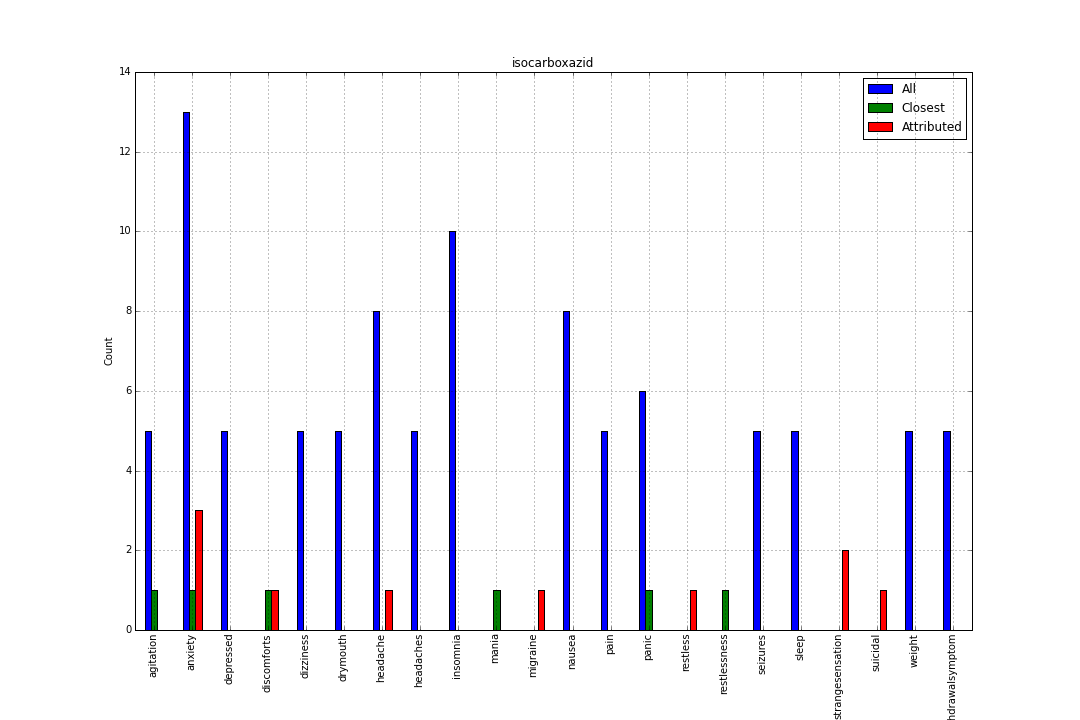 isocarboxazid
14
12
10
8
6
4
2
0
Count
All
Closest
Attributed
agitation
anxiety
depressed
discomforts
dizziness
drymouth
headache
headaches
insomnia
mania
migraine
nausea
pain
panic
restless
restlessness
seizures
sleep
strangesensation
suicidal
weight
hdrawalsymptom